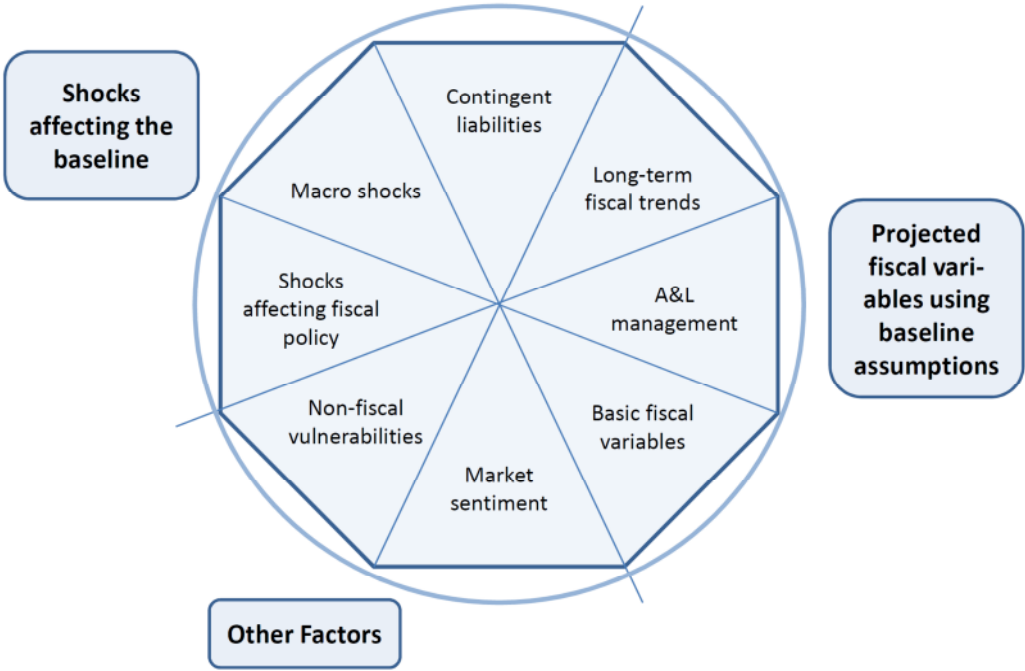 Shocks
affecting the
baseline
Contingent
liabilities
Long-term
fiscal trends
Macro shocks
Projected
fiscal vari-
ables using
baseline
assumptions
Shocks
affecting fiscal
policy
A&L
management
Non-fiscal
vulnerabilities
Basic fiscal
variables
Market
sentiment
Other Factors